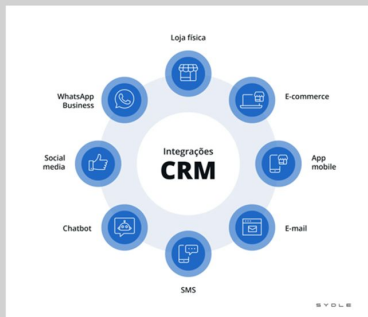 Loja física
WhatsApp
Business
E-commerce
Integrações
CRM
Social
media
App
mobile
Chatbot
E-mail
SMS
SYDLE